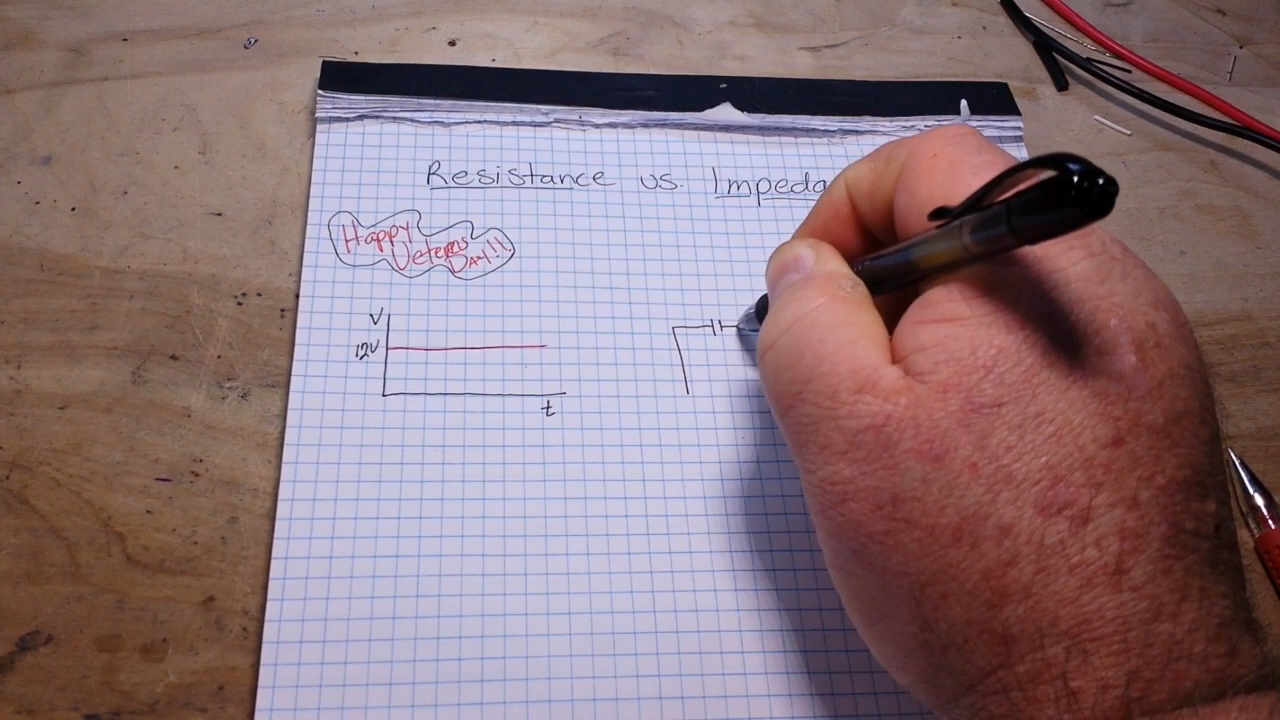 Resistance vs. Impeda
Happy
Veterans
DAY!!!
V
12V
t